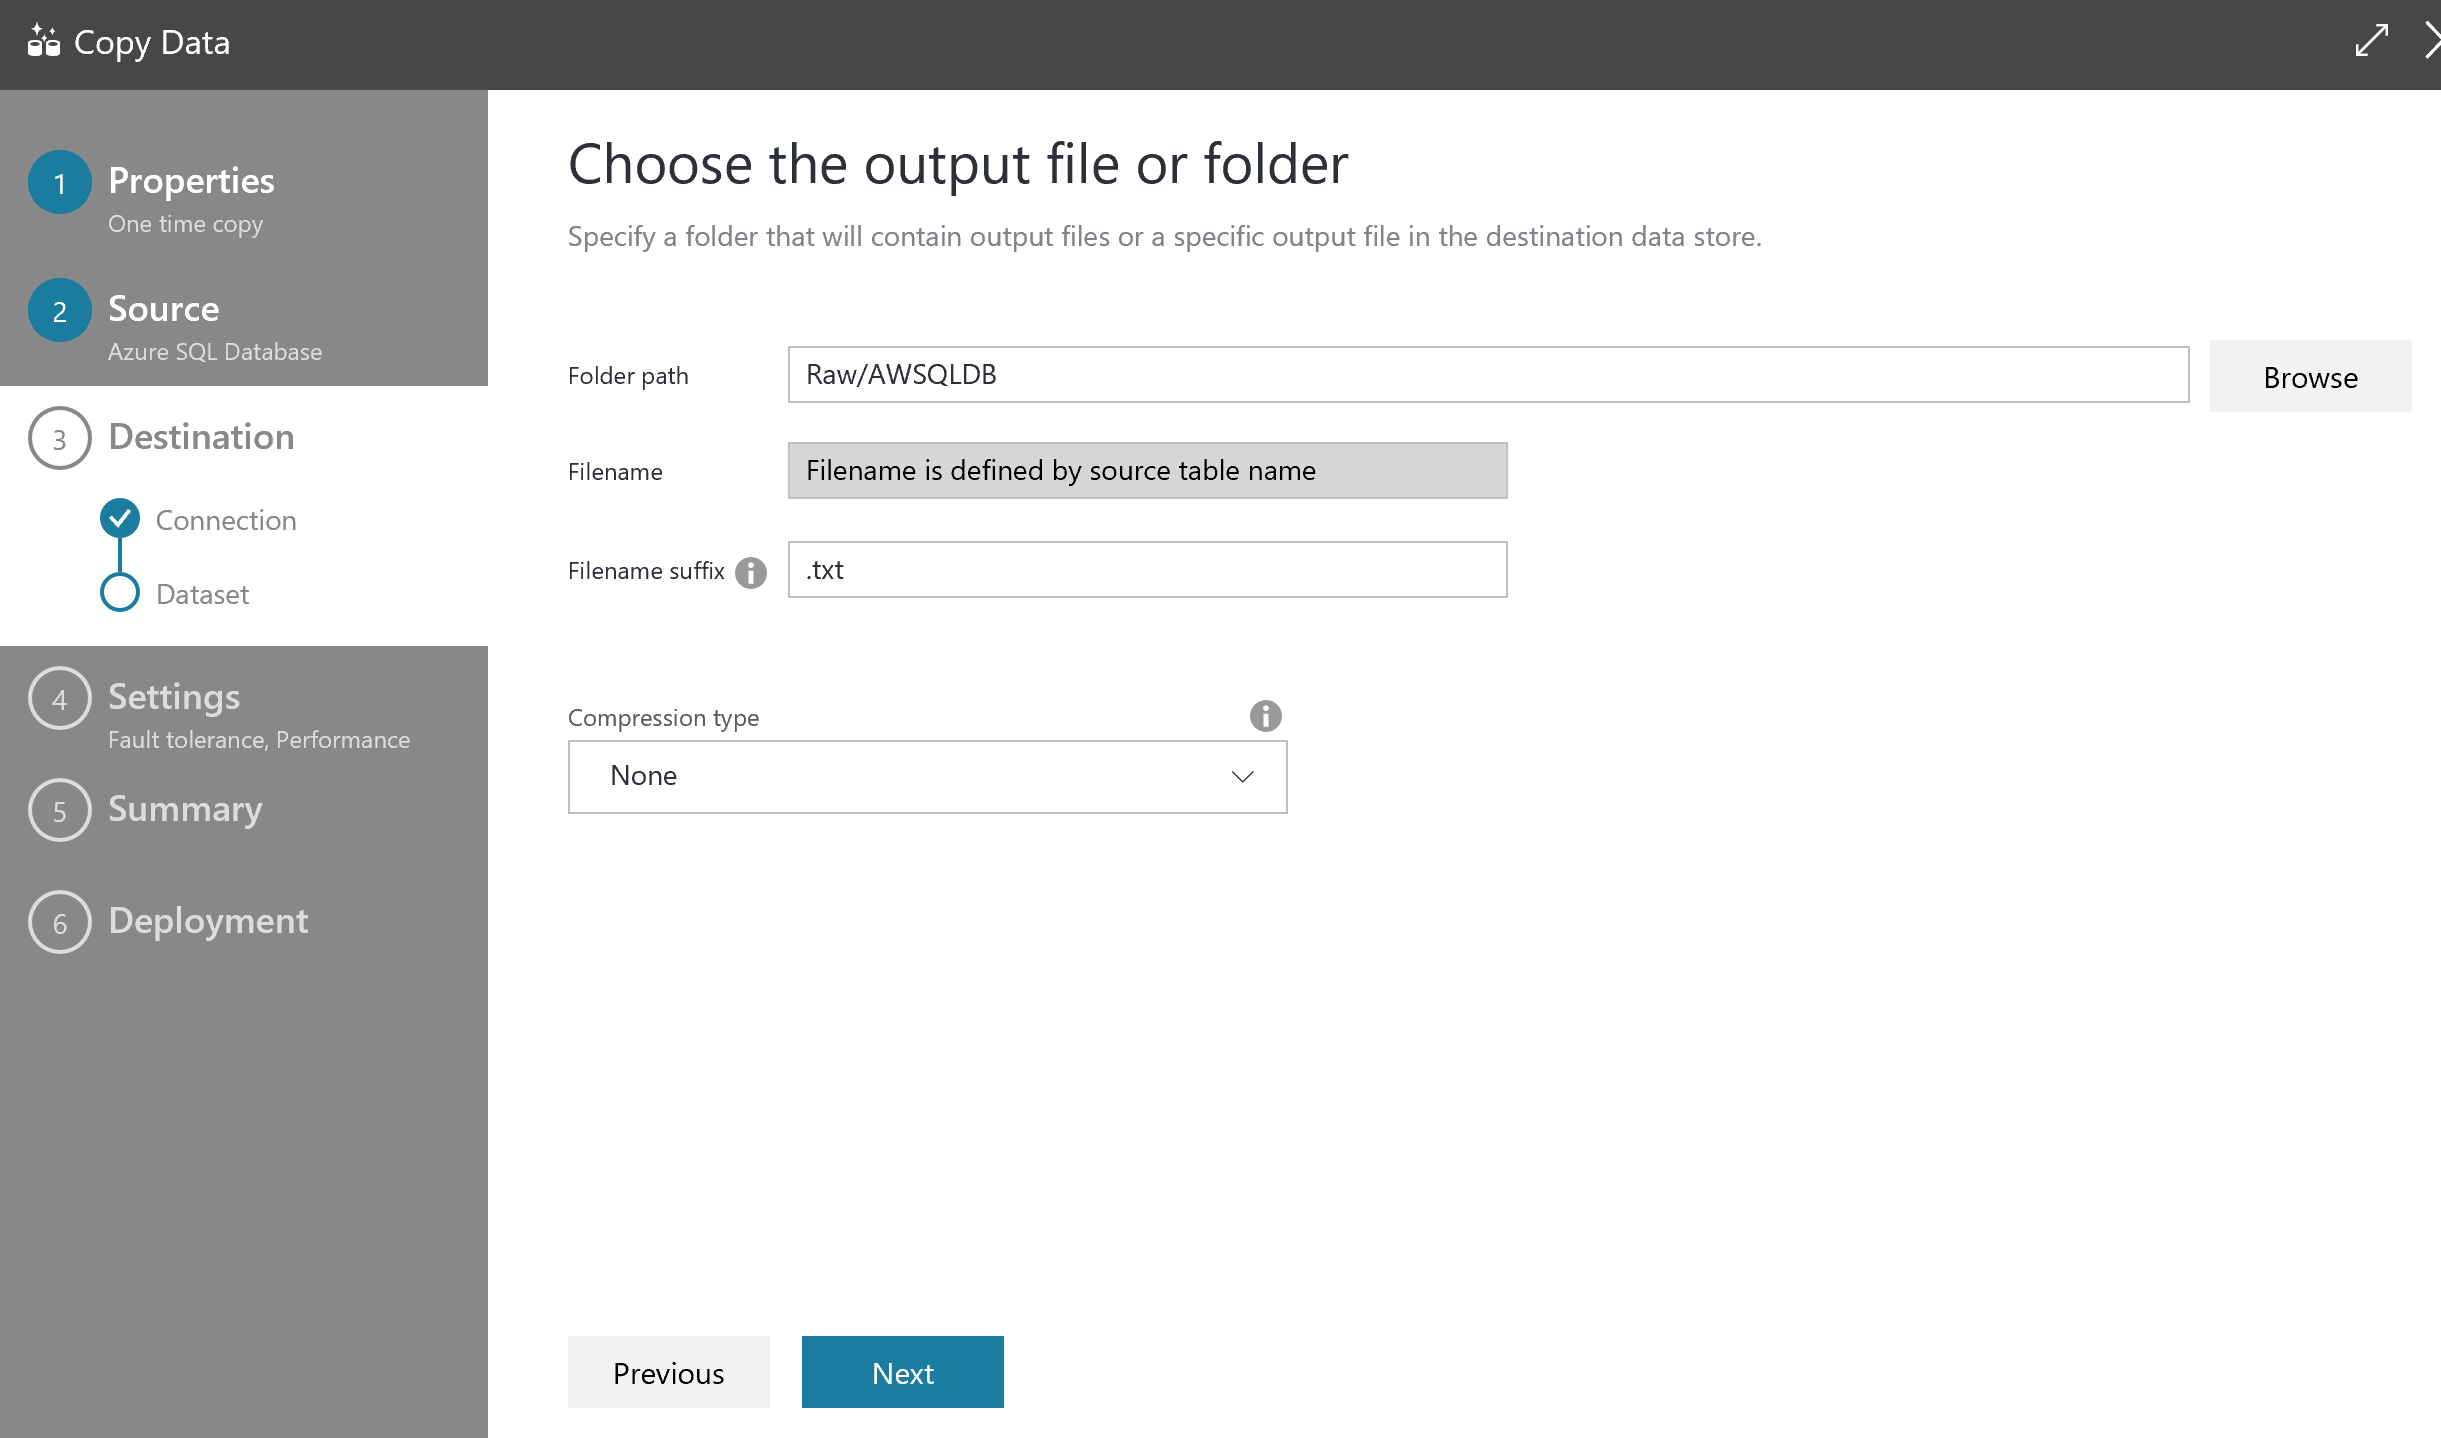 Copy Data
1 Properties
One time copy
2 Source
Azure SQL Database
3 Destination
Connection
Dataset
4 Settings
Fault tolerance, Performance
5 Summary
6 Deployment
Choose the output file or folder
Specify a folder that will contain output files or a specific output file in the destination data store.
Folder path Raw/AWSQLDB Browse
Filename Filename is defined by source table name
Filename suffix .txt
Compression type
None
Previous Next